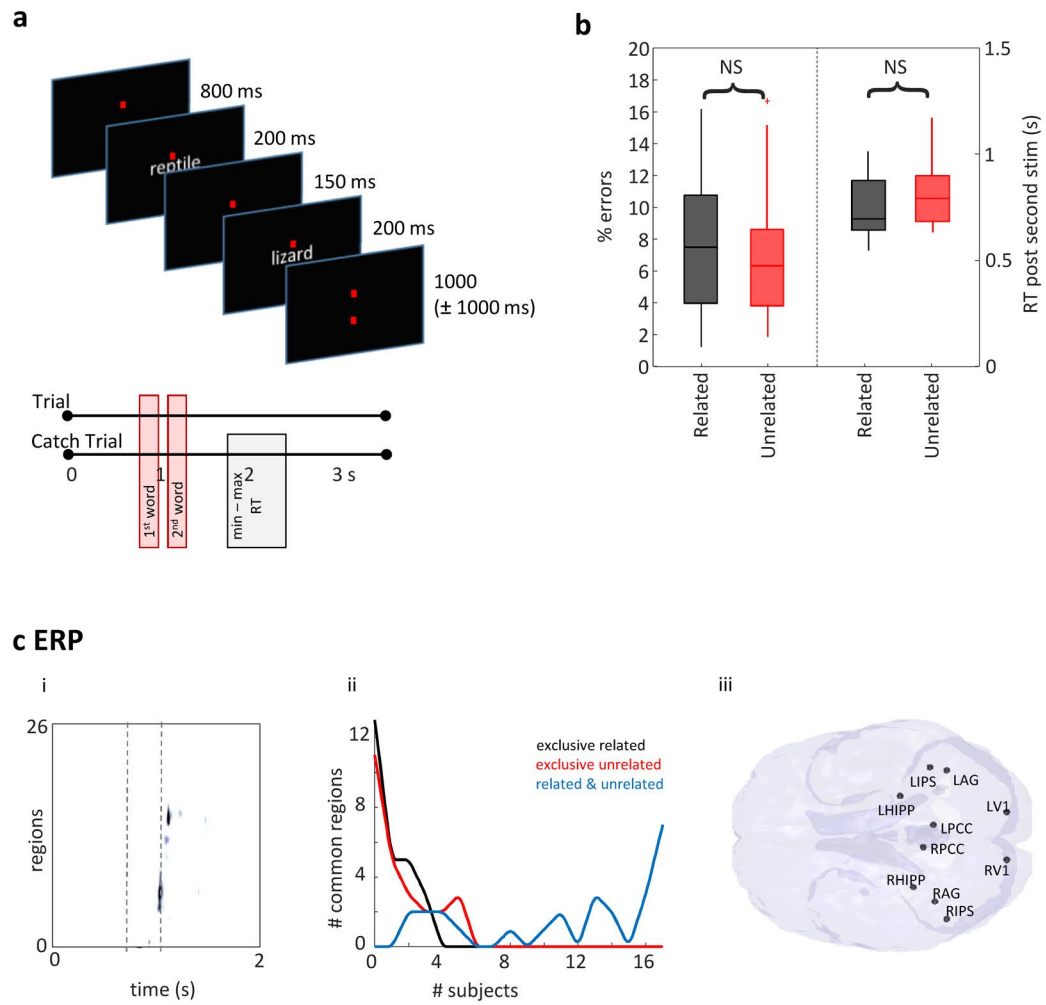 a
800 ms
reptile
200 ms
150 ms
lizard
200 ms
1000
(± 1000 ms)
Trial
Catch Trial
0 1 2 3 s
1st word
2nd word
min – max
RT
b
20
18
16
14
12
10
8
6
4
2
0
% errors
NS
NS
1.5
1
0.5
0
RT post second stim (s)
Related
Unrelated
Related
Unrelated
c ERP
i
26
regions
0
0
2
time (s)
ii
12
8
4
0
# common regions
exclusive related
exclusive unrelated
related & unrelated
0 4 8 12 16
# subjects
iii
LIPS
LAG
LHIPP
LV1
LPCC
RPCC
RV1
RHIPP
RAG
RIPS